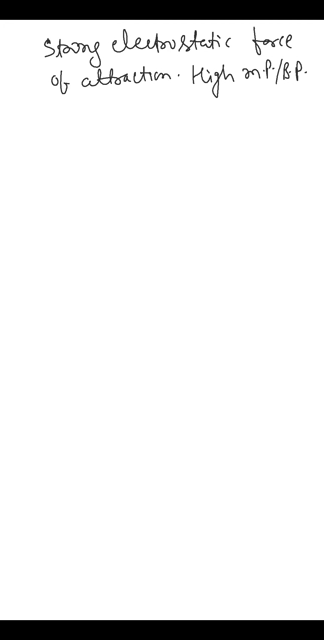 Strong electrostatic force
of attraction. High m.P./B.P.